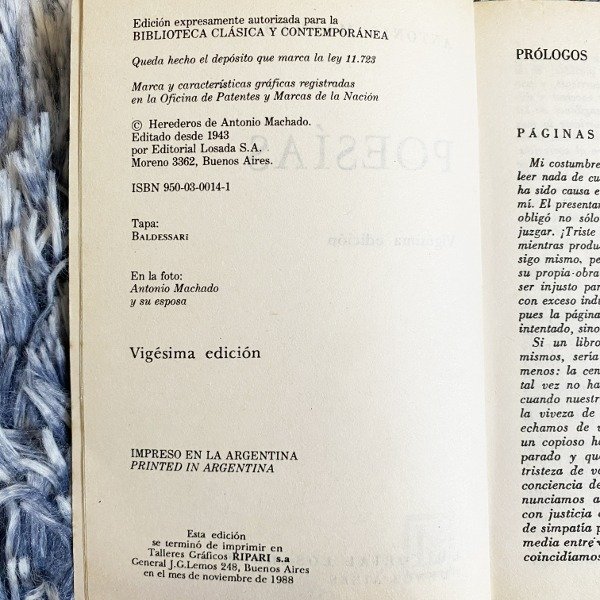 Edición expresamente autorizada para la
BIBLIOTECA CLÁSICA Y CONTEMPORÁNEA
Queda hecho el depósito que marca la ley 11.723
Marca y características gráficas registradas
en la Oficina de Patentes y Marcas de la Nación
© Herederos de Antonio Machado.
Editado desde 1943
por Editorial Losada S.A.
Moreno 3362, Buenos Aires.
ISBN 950-03-0014-1
Tapa:
BALDESSARI
En la foto:
Antonio Machado
y su esposa
Vigésima edición
IMPRESO EN LA ARGENTINA
PRINTED IN ARGENTINA
Esta edición
se terminó de imprimir en
Talleres Gráficos RIPARI s.a
General J.G.Lemos 248, Buenos Aires
en el mes de noviembre de 1988
PRÓLOGOS
PÁGINAS
Mi costumbre
leer nada de cu
ha sido causa e
mí. El presentar
obligó no sólo
juzgar. ¡Triste
mientras produ
sigo mismo, pe
su propia obra
ser injusto par
con exceso indu
pues la página
intentado, sino
Si un libro
mismos, sería
menos: la cen
tal vez no ha
cuando nuestr
la viveza de
echamos de v
un copioso ha
parado y que
tristeza de vo
conciencia de
nunciamos a
con justicia
de simpatía p
media entre v
coincidíamos